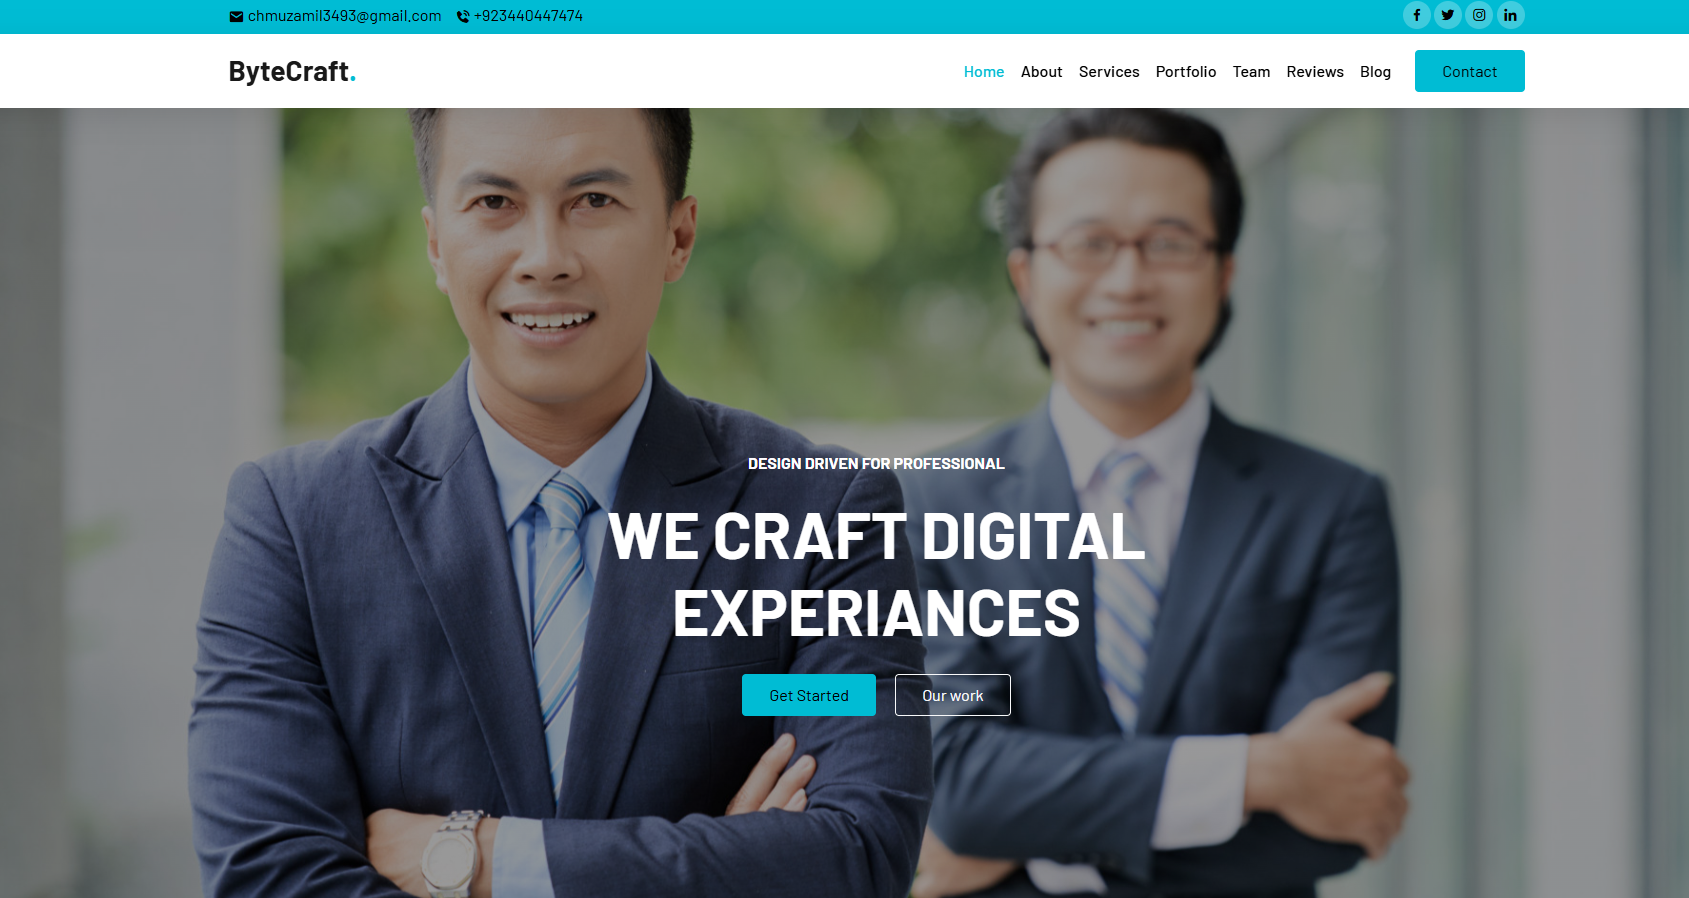 chmuzamil3493@gmail.com +923440447474
ByteCraft.
Home About Services Portfolio Team Reviews Blog Contact
DESIGN DRIVEN FOR PROFESSIONAL
WE CRAFT DIGITAL
EXPERIANCES
Get Started Our work